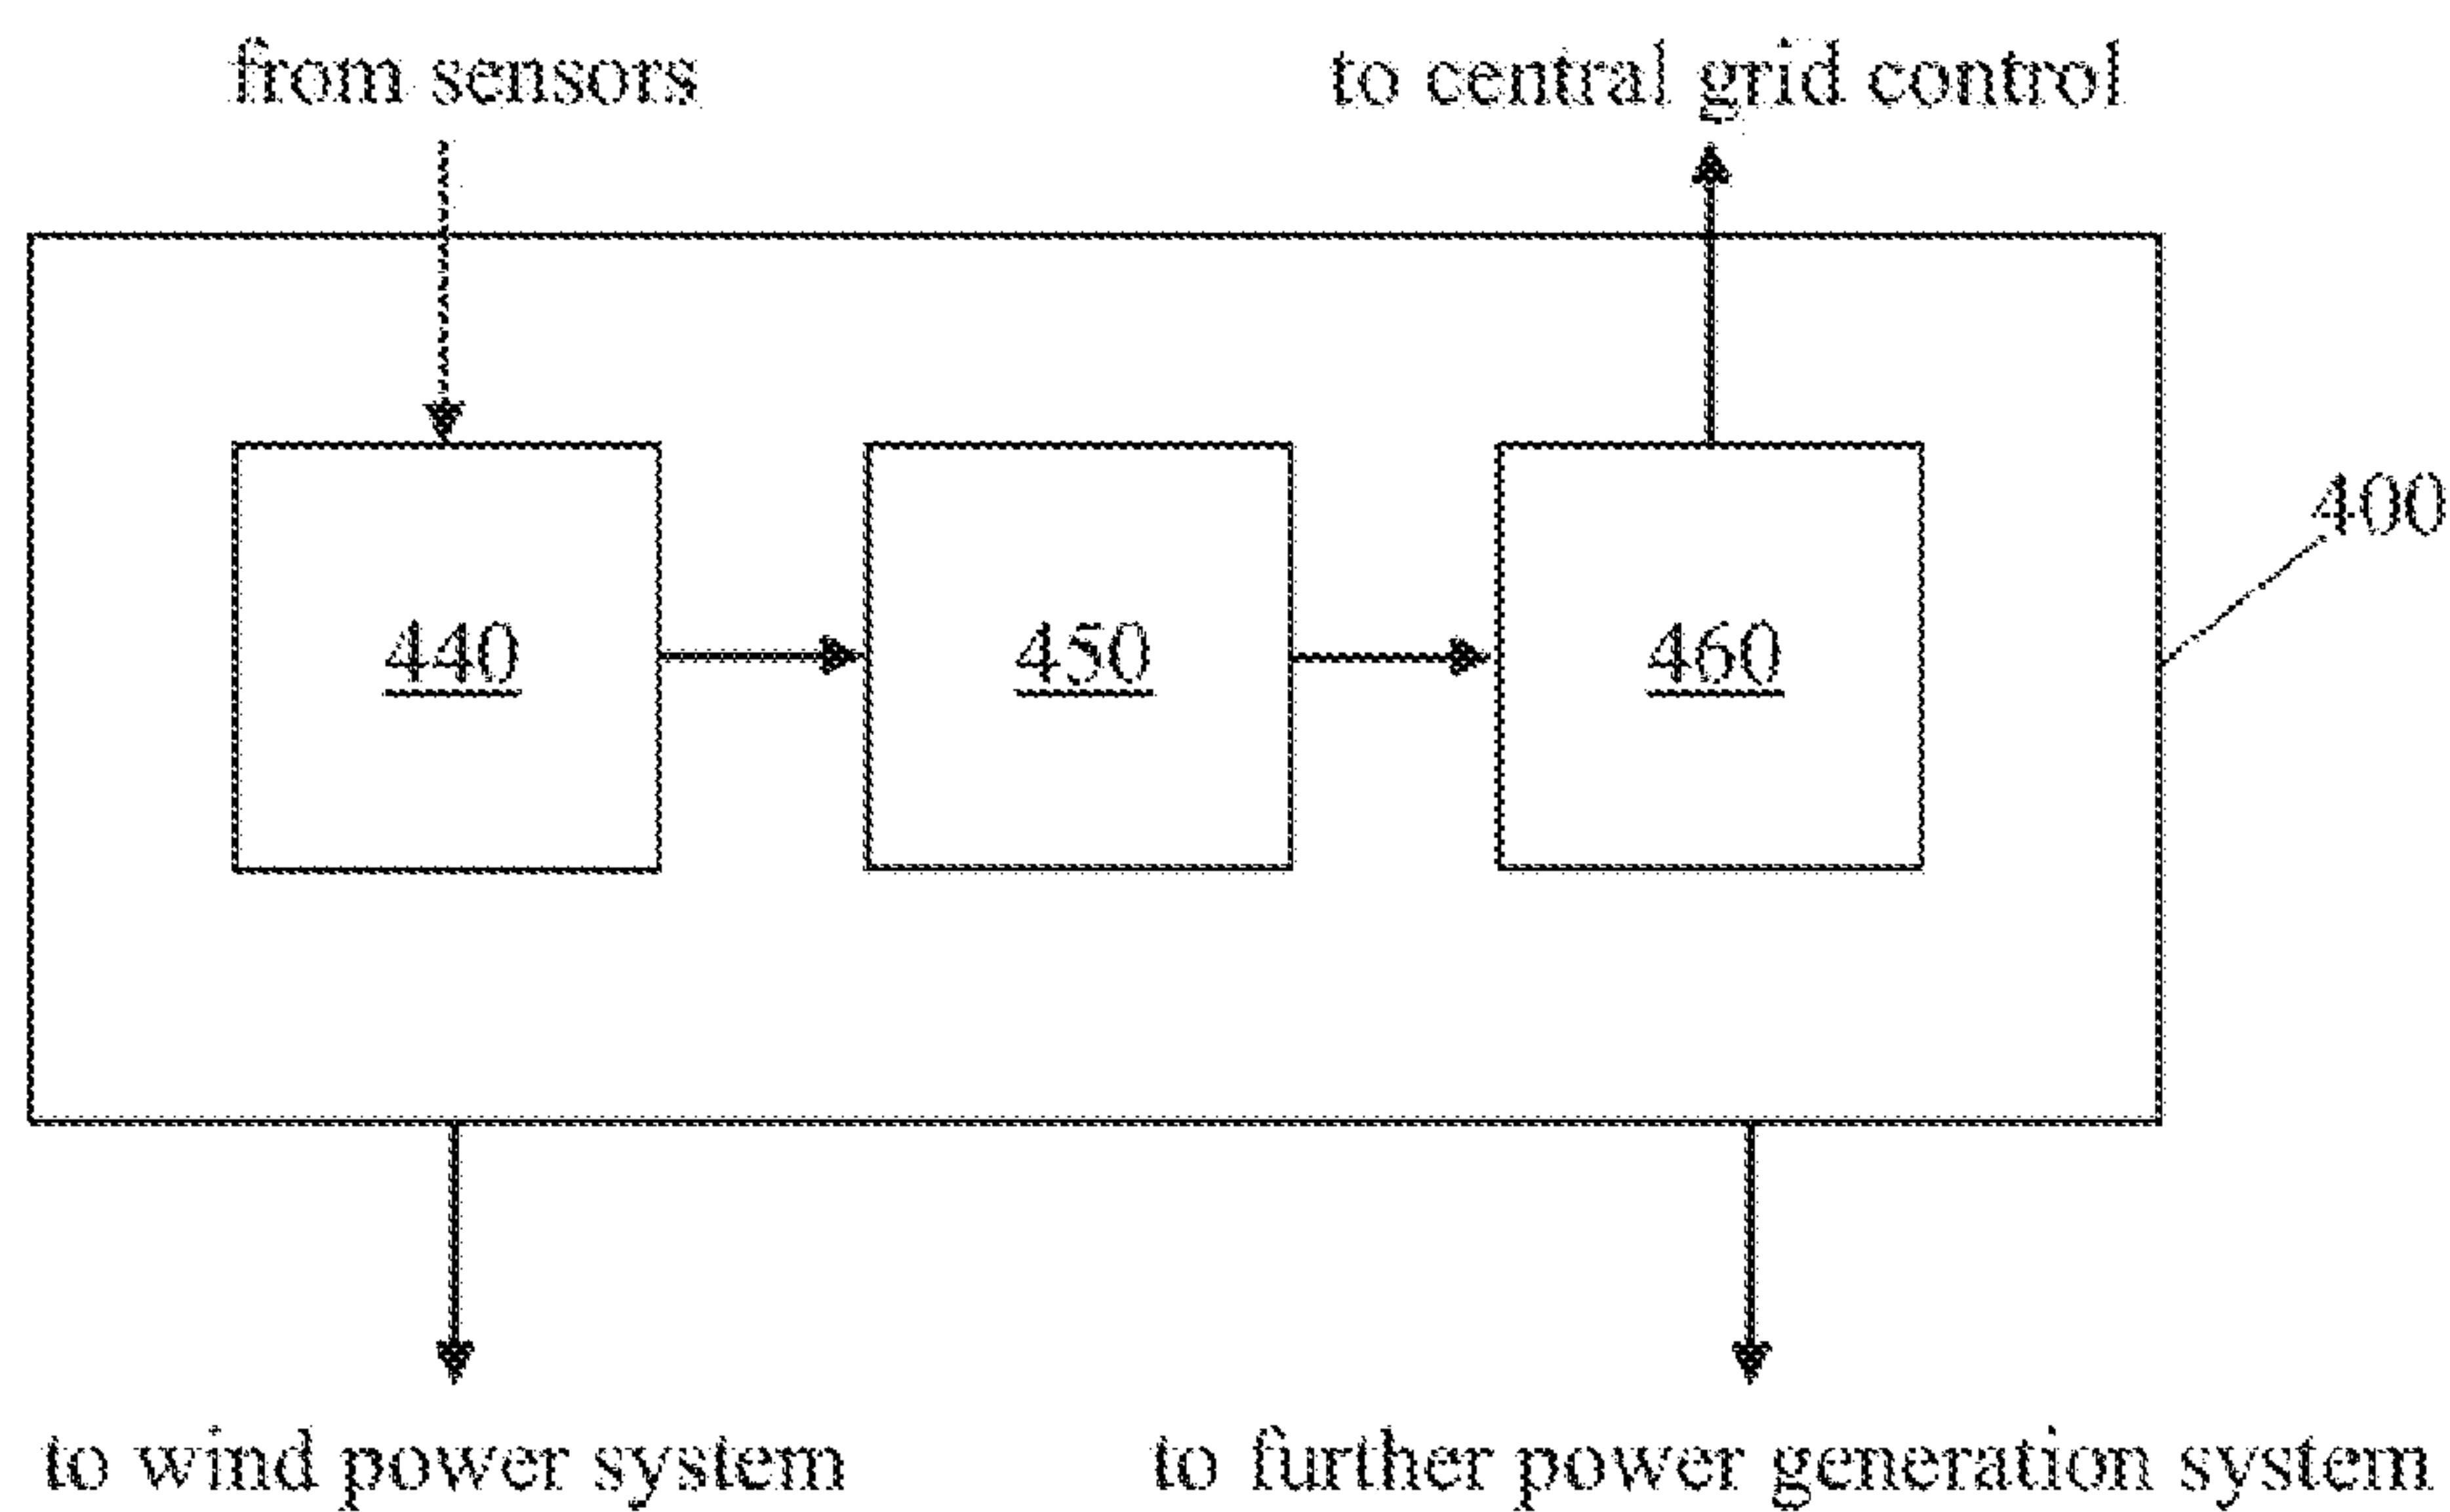 from sensors
to central grid control
400
440
450
460
to wind power system
to further power generation system